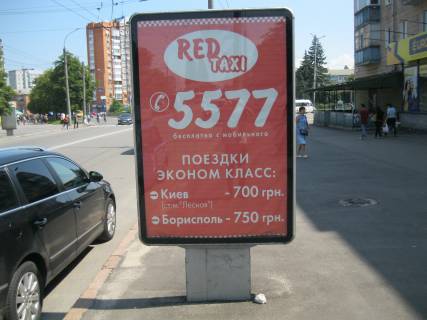 RED
TAXI
5577
бесплатно с мобильного
ПОЕЗДКИ
ЭКОНОМ КЛАСС:
Киев - 700 грн.
(ст.м."Лесная")
Борисполь - 750 грн.